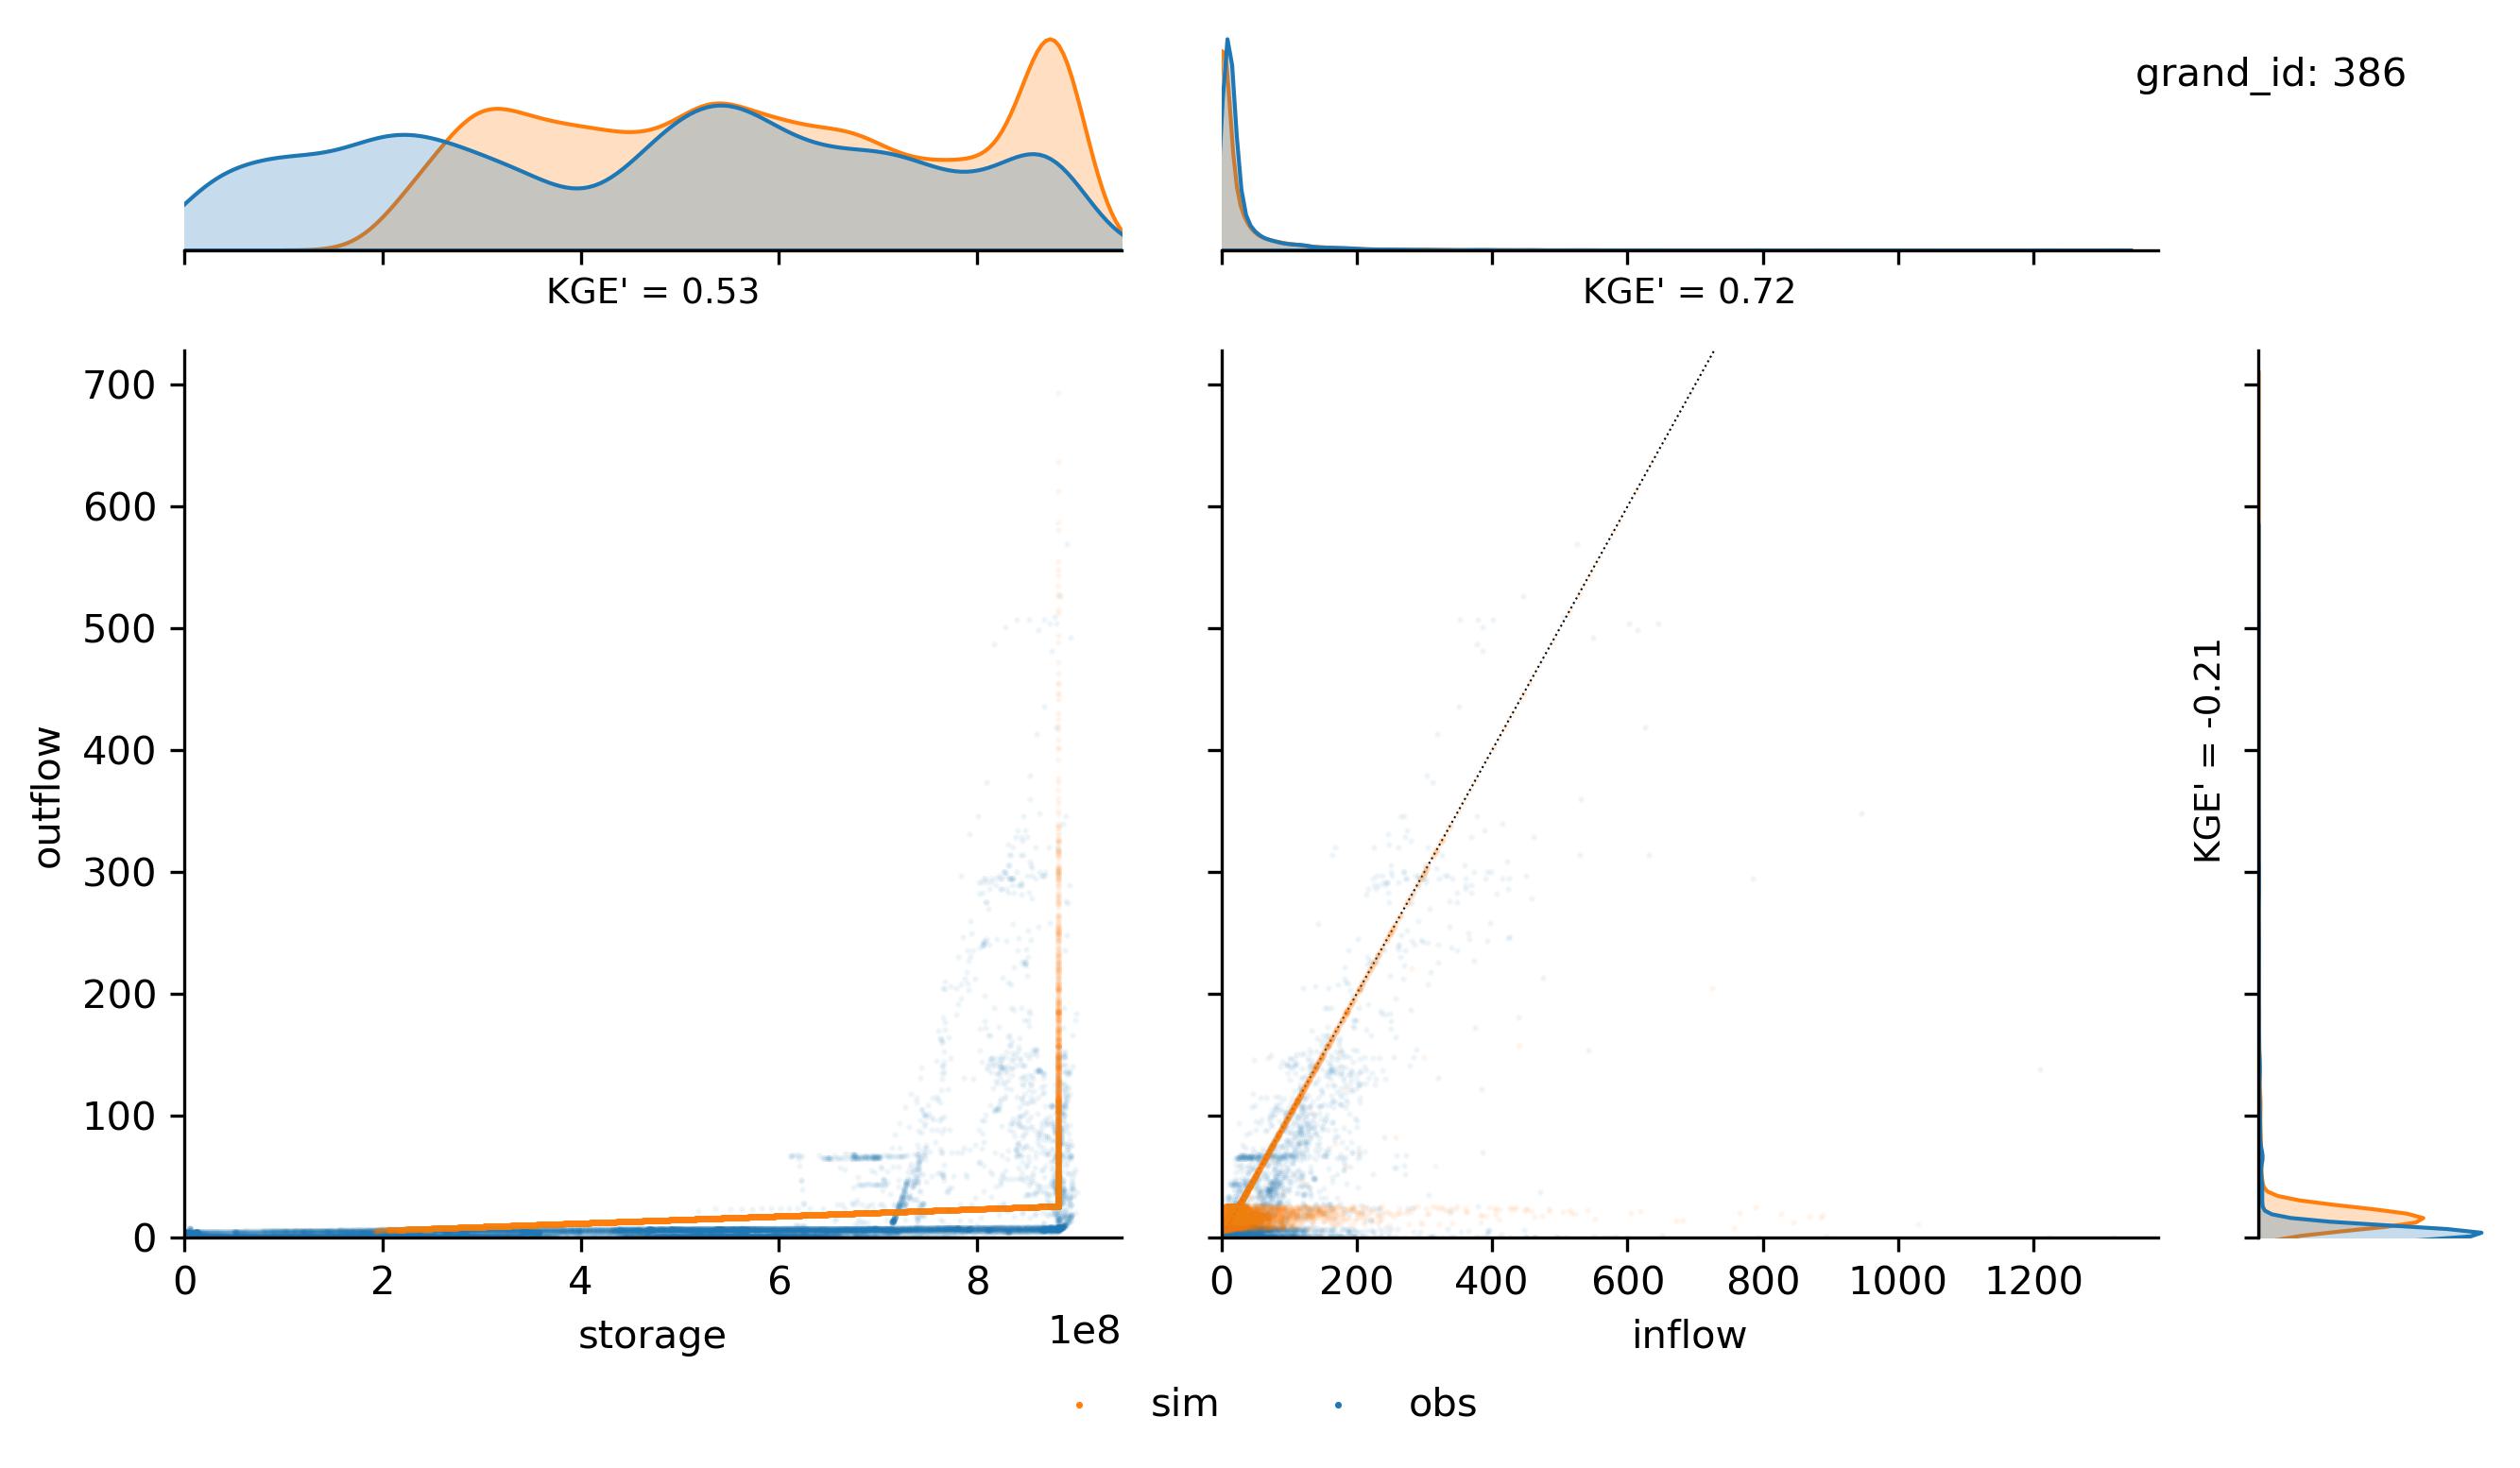 grand_id: 386
KGE' = 0.53
KGE' = 0.72
700
600
500
400
300
200
100
0
outflow
KGE' = -0.21
0 2 4 6 8
0 200 400 600 800 1000 1200
1e8
storage
inflow
sim obs